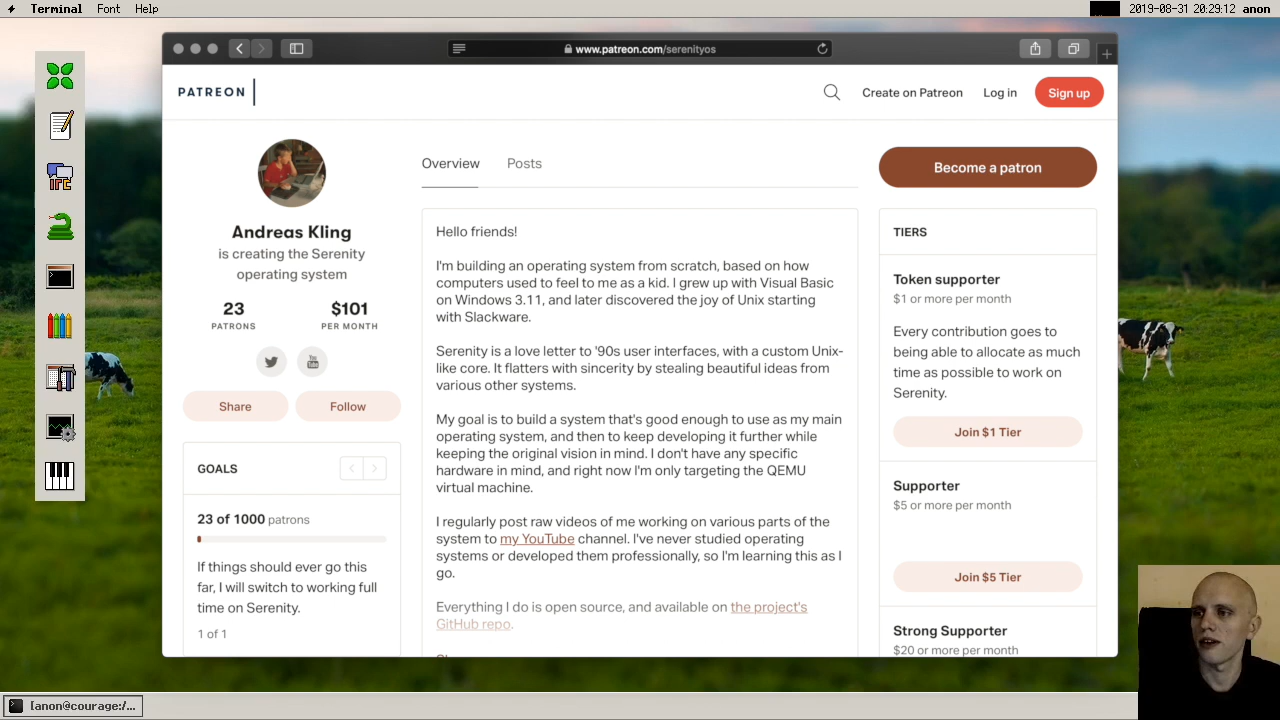 Terminal Font Help 2019-08-31 20:29:12 anon
www.patreon.com/serenityos
PATREON Create on Patreon Log in Sign up
Andreas Kling
is creating the Serenity
operating system
23 $101
PATRONS PER MONTH
Share Follow
GOALS
23 of 1000 patrons
If things should ever go this
far, I will switch to working full
time on Serenity.
1 of 1
Overview Posts
Hello friends!
I'm building an operating system from scratch, based on how
computers used to feel to me as a kid. I grew up with Visual Basic
on Windows 3.11, and later discovered the joy of Unix starting
with Slackware.
Serenity is a love letter to '90s user interfaces, with a custom Unix-
like core. It flatters with sincerity by stealing beautiful ideas from
various other systems.
My goal is to build a system that's good enough to use as my main
operating system, and then to keep developing it further while
keeping the original vision in mind. I don't have any specific
hardware in mind, and right now I'm only targeting the QEMU
virtual machine.
I regularly post raw videos of me working on various parts of the
system to my YouTube channel. I've never studied operating
systems or developed them professionally, so I'm learning this as I
go.
Everything I do is open source, and available on the project's
GitHub repo.
Become a patron
TIERS
Token supporter
$1 or more per month
Every contribution goes to
being able to allocate as much
time as possible to work on
Serenity.
Join $1 Tier
Supporter
$5 or more per month
Join $5 Tier
Strong Supporter
$20 or more per month
IRC
[anon@courage:/...